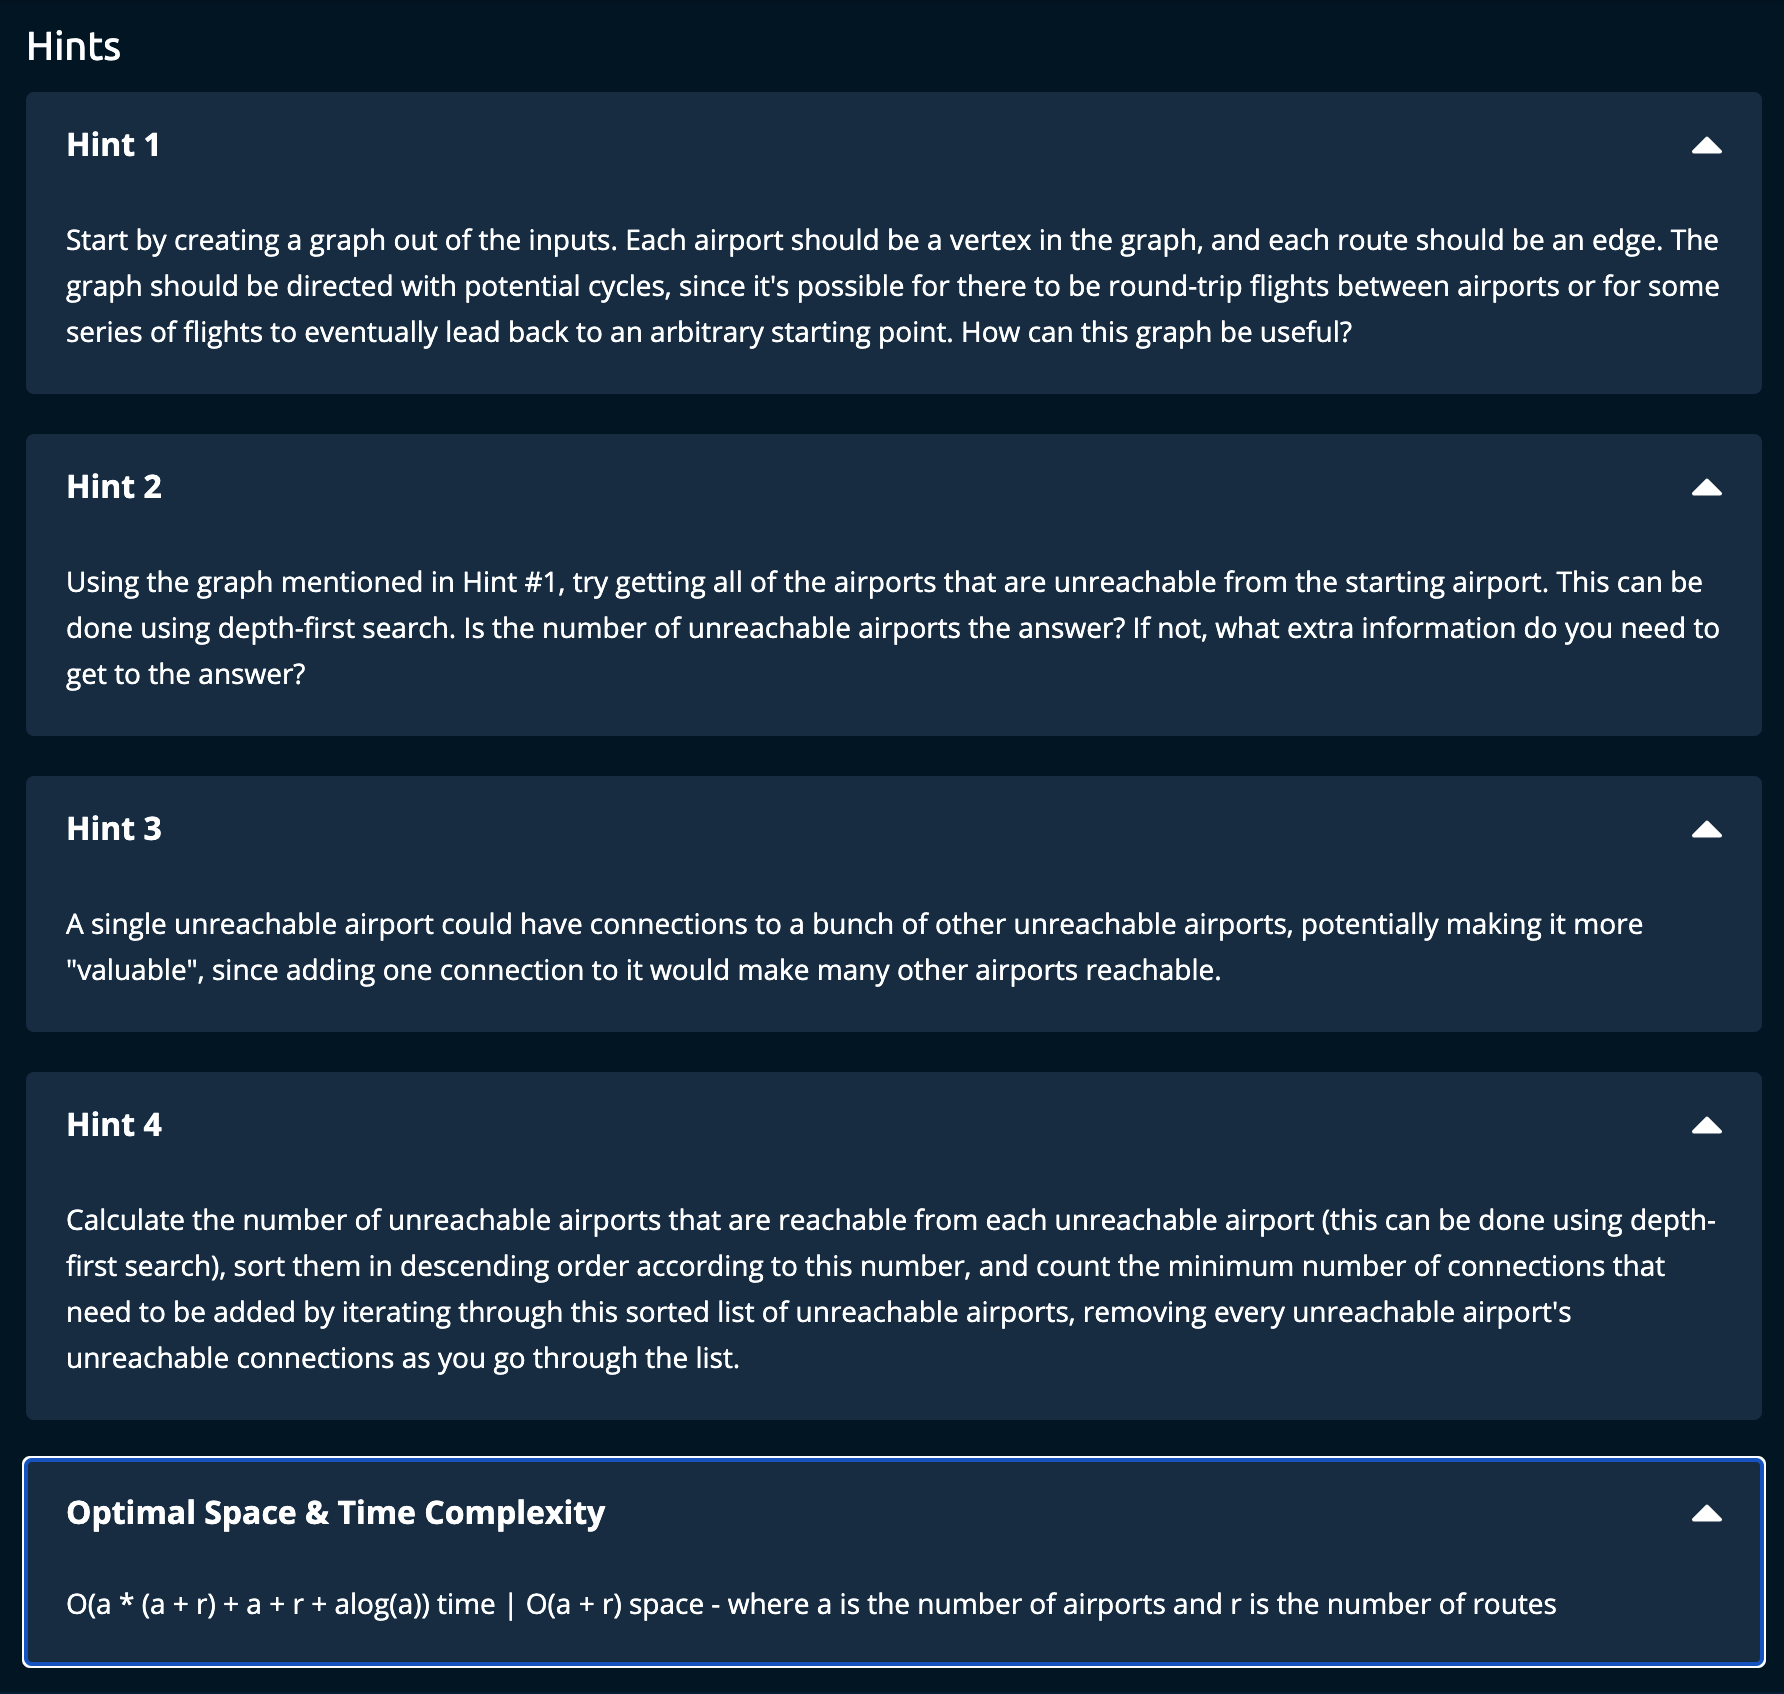 Hints
Hint 1
Start by creating a graph out of the inputs. Each airport should be a vertex in the graph, and each route should be an edge. The
graph should be directed with potential cycles, since it's possible for there to be round-trip flights between airports or for some
series of flights to eventually lead back to an arbitrary starting point. How can this graph be useful?
Hint 2
Using the graph mentioned in Hint #1, try getting all of the airports that are unreachable from the starting airport. This can be
done using depth-first search. Is the number of unreachable airports the answer? If not, what extra information do you need to
get to the answer?
Hint 3
A single unreachable airport could have connections to a bunch of other unreachable airports, potentially making it more
"valuable", since adding one connection to it would make many other airports reachable.
Hint 4
Calculate the number of unreachable airports that are reachable from each unreachable airport (this can be done using depth-
first search), sort them in descending order according to this number, and count the minimum number of connections that
need to be added by iterating through this sorted list of unreachable airports, removing every unreachable airport's
unreachable connections as you go through the list.
Optimal Space & Time Complexity
O(a * (a + r) + a + r + alog(a)) time | O(a + r) space - where a is the number of airports and r is the number of routes